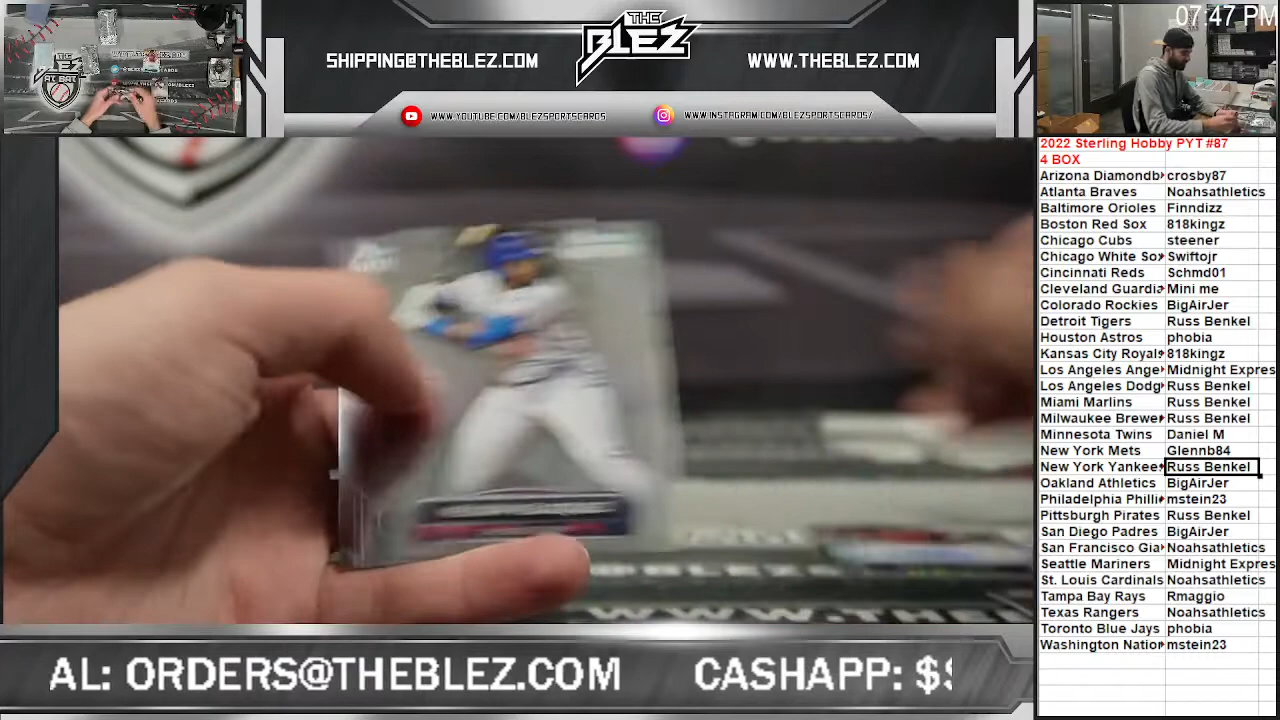 07:47 PM
THE
BLEZ
SHIPPING@THEBLEZ.COM
WWW.THEBLEZ.COM
WWW.YOUTUBE.COM/BLEZSPORTSCARDS
WWW.INSTAGRAM.COM/BLEZSPORTSCARDS/
THE
BLEZ
AT BAT
2022 Sterling Hobby PYT #87
4 BOX
Arizona Diamondb crosby87
Atlanta Braves Noahsathletics
Baltimore Orioles Finndizz
Boston Red Sox 818kingz
Chicago Cubs steener
Chicago White Sox Swiftojr
Cincinnati Reds Schmd01
Cleveland Guardia Mini me
Colorado Rockies BigAirJer
Detroit Tigers Russ Benkel
Houston Astros phobia
Kansas City Royals 818kingz
Los Angeles Ange Midnight Expres
Los Angeles Dodg Russ Benkel
Miami Marlins Russ Benkel
Milwaukee Brewe Russ Benkel
Minnesota Twins Daniel M
New York Mets Glennb84
New York Yankee Russ Benkel
Oakland Athletics BigAirJer
Philadelphia Philli mstein23
Pittsburgh Pirates Russ Benkel
San Diego Padres BigAirJer
San Francisco Gia Noahsathletics
Seattle Mariners Midnight Expres
St. Louis Cardinals Noahsathletics
Tampa Bay Rays Rmaggio
Texas Rangers Noahsathletics
Toronto Blue Jays phobia
Washington Nation mstein23
WWW.THE
AL: ORDERS@THEBLEZ.COM CASHAPP: $